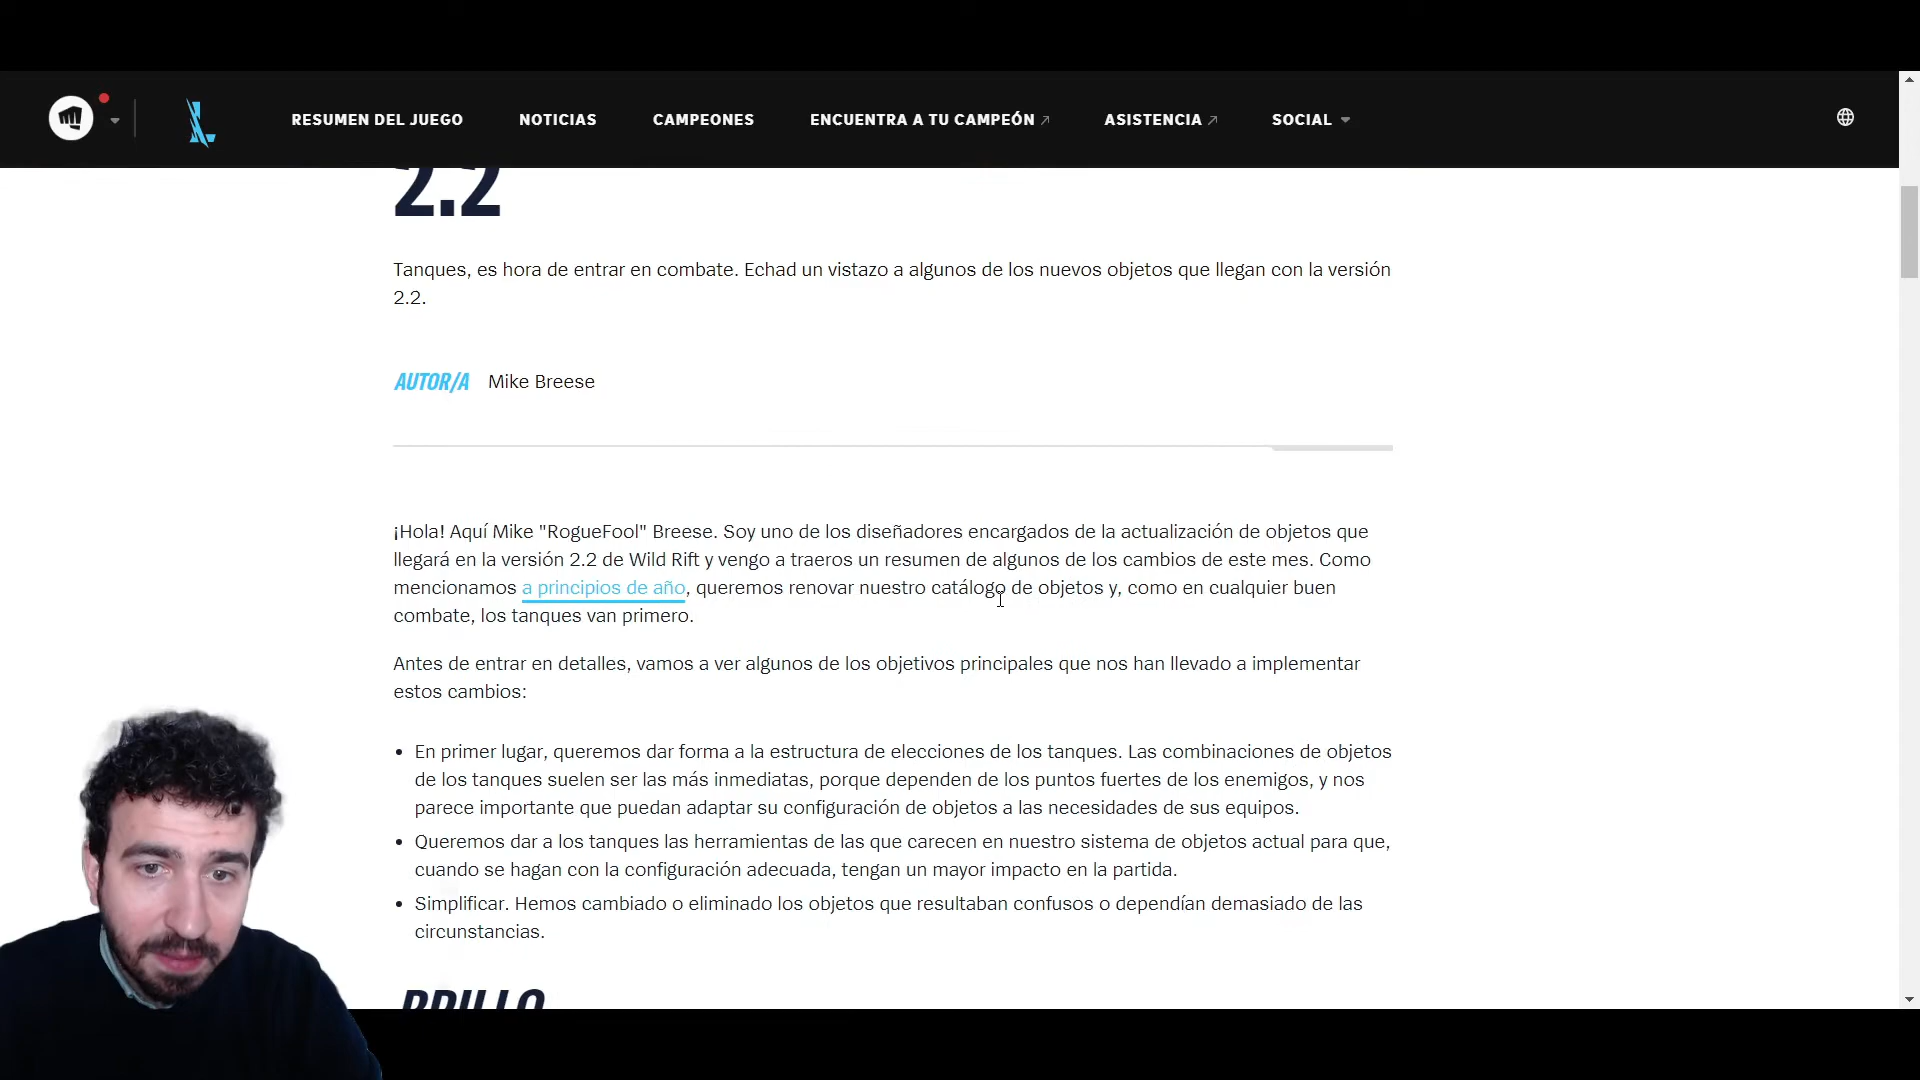 RESUMEN DEL JUEGO NOTICIAS CAMPEONES ENCUENTRA A TU CAMPEÓN ASISTENCIA SOCIAL
2.2
Tanques, es hora de entrar en combate. Echad un vistazo a algunos de los nuevos objetos que llegan con la versión
2.2.
AUTOR/A Mike Breese
¡Hola! Aquí Mike "RogueFool" Breese. Soy uno de los diseñadores encargados de la actualización de objetos que
llegará en la versión 2.2 de Wild Rift y vengo a traeros un resumen de algunos de los cambios de este mes. Como
mencionamos a principios de año, queremos renovar nuestro catálogo de objetos y, como en cualquier buen
combate, los tanques van primero.
Antes de entrar en detalles, vamos a ver algunos de los objetivos principales que nos han llevado a implementar
estos cambios:
• En primer lugar, queremos dar forma a la estructura de elecciones de los tanques. Las combinaciones de objetos
de los tanques suelen ser las más inmediatas, porque dependen de los puntos fuertes de los enemigos, y nos
parece importante que puedan adaptar su configuración de objetos a las necesidades de sus equipos.
• Queremos dar a los tanques las herramientas de las que carecen en nuestro sistema de objetos actual para que,
cuando se hagan con la configuración adecuada, tengan un mayor impacto en la partida.
• Simplificar. Hemos cambiado o eliminado los objetos que resultaban confusos o dependían demasiado de las
circunstancias.
BRILLO